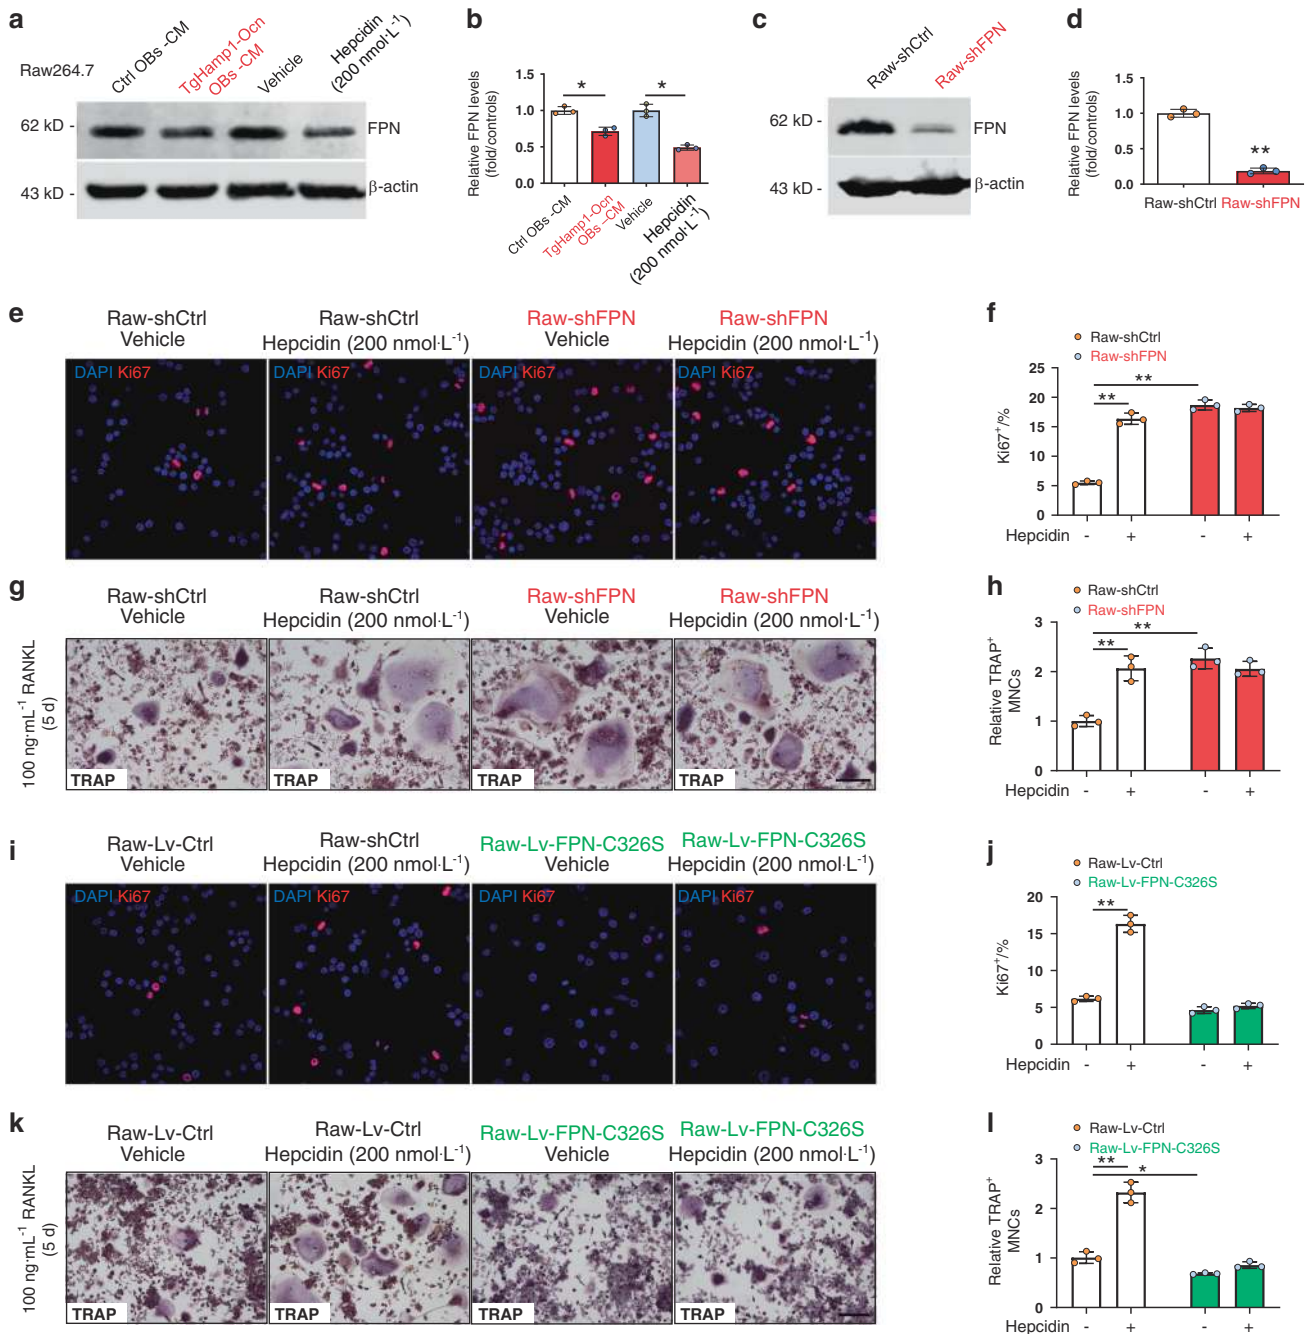 a
Raw264.7
Ctrl OBs -CM
TgHamp1-Ocn
OBs -CM
Vehicle
Hepcidin
(200 nmol·L-1)
62 kD -
FPN
43 kD -
β-actin
b
Relative FPN levels
(fold/controls)
1.5
1.0
0.5
0.0
*
*
Ctrl OBs -CM
TgHamp1-Ocn
OBs -CM
Vehicle
Hepcidin
(200 nmol·L-1)
c
Raw-shCtrl
Raw-shFPN
62 kD -
FPN
43 kD -
β-actin
d
Relative FPN levels
(fold/controls)
1.5
1.0
0.5
0.0
**
Raw-shCtrl Raw-shFPN
e
Raw-shCtrl
Vehicle
Raw-shCtrl
Hepcidin (200 nmol·L-1)
Raw-shFPN
Vehicle
Raw-shFPN
Hepcidin (200 nmol·L-1)
DAPI Ki67
DAPI Ki67
DAPI Ki67
DAPI Ki67
f
Raw-shCtrl
Raw-shFPN
Ki67+/%
25
20
15
10
5
0
**
**
Hepcidin - + - +
g
Raw-shCtrl
Vehicle
Raw-shCtrl
Hepcidin (200 nmol·L-1)
Raw-shFPN
Vehicle
Raw-shFPN
Hepcidin (200 nmol·L-1)
100 ng·mL-1 RANKL
(5 d)
TRAP
TRAP
TRAP
TRAP
h
Raw-shCtrl
Raw-shFPN
Relative TRAP+
MNCs
3
2
1
0
**
**
Hepcidin - + - +
i
Raw-Lv-Ctrl
Vehicle
Raw-shCtrl
Hepcidin (200 nmol·L-1)
Raw-Lv-FPN-C326S
Vehicle
Raw-Lv-FPN-C326S
Hepcidin (200 nmol·L-1)
DAPI Ki67
DAPI Ki67
DAPI Ki67
DAPI Ki67
j
Raw-Lv-Ctrl
Raw-Lv-FPN-C326S
Ki67+/%
20
15
10
5
0
**
Hepcidin - + - +
k
Raw-Lv-Ctrl
Vehicle
Raw-Lv-Ctrl
Hepcidin (200 nmol·L-1)
Raw-Lv-FPN-C326S
Vehicle
Raw-Lv-FPN-C326S
Hepcidin (200 nmol·L-1)
100 ng·mL-1 RANKL
(5 d)
TRAP
TRAP
TRAP
TRAP
l
Raw-Lv-Ctrl
Raw-Lv-FPN-C326S
Relative TRAP+
MNCs
3
2
1
0
**
*
Hepcidin - + - +